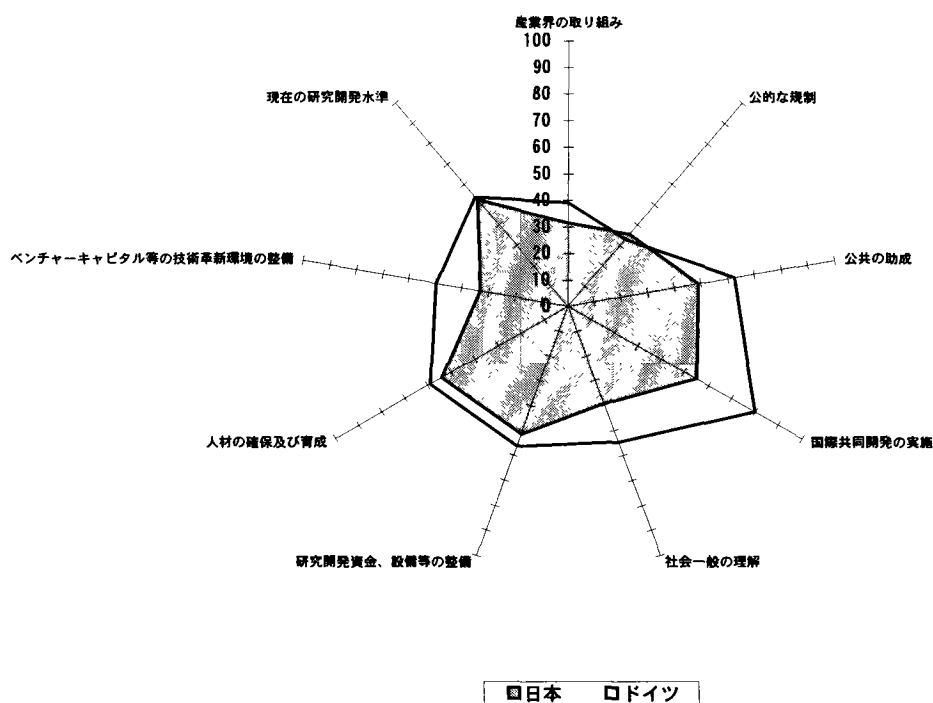 産業界の取り組み
100
90
80
70
60
50
40
30
20
10
0
現在の研究開発水準
公的な規制
ベンチャーキャピタル等の技術革新環境の整備
公共の助成
人材の確保及び育成
国際共同開発の実施
研究開発資金、設備等の整備
社会一般の理解
日本 ドイツ